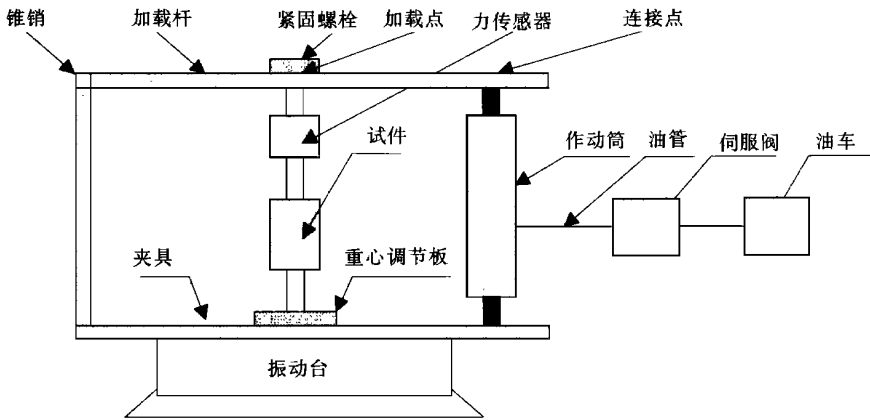 锥销
加载杆
紧固螺栓
加载点
力传感器
连接点
试件
作动筒
油管
伺服阀
油车
夹具
重心调节板
振动台